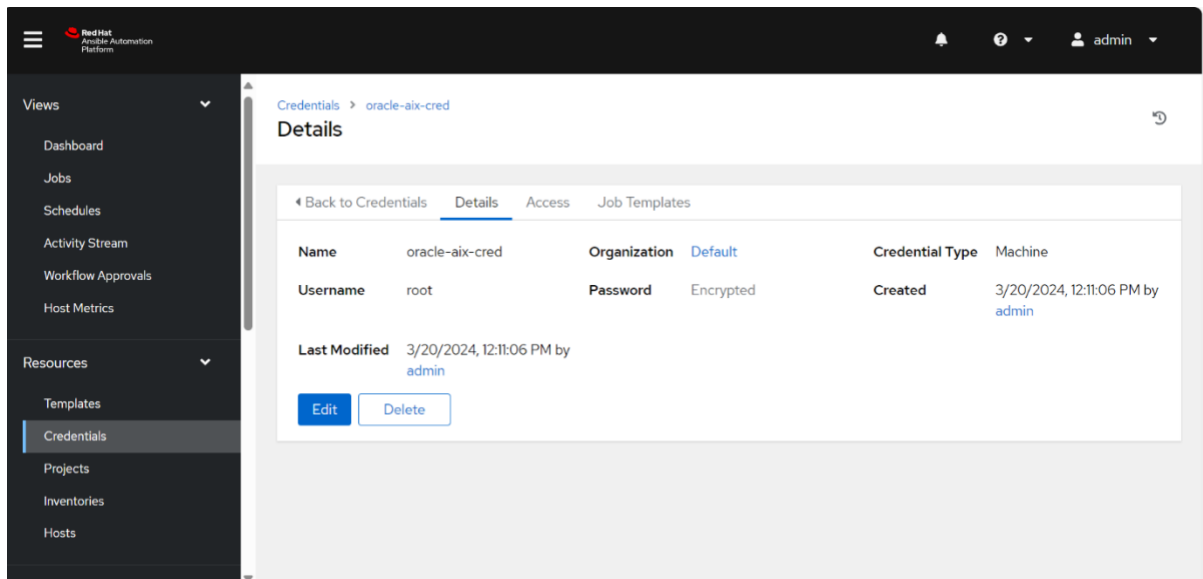 Red Hat
Ansible Automation
Platform
admin
Views
Dashboard
Jobs
Schedules
Activity Stream
Workflow Approvals
Host Metrics
Resources
Templates
Credentials
Projects
Inventories
Hosts
Credentials > oracle-aix-cred
Details
Back to Credentials Details Access Job Templates
Name oracle-aix-cred Organization Default Credential Type Machine
Username root Password Encrypted Created 3/20/2024, 12:11:06 PM by
admin
Last Modified 3/20/2024, 12:11:06 PM by
admin
Edit Delete